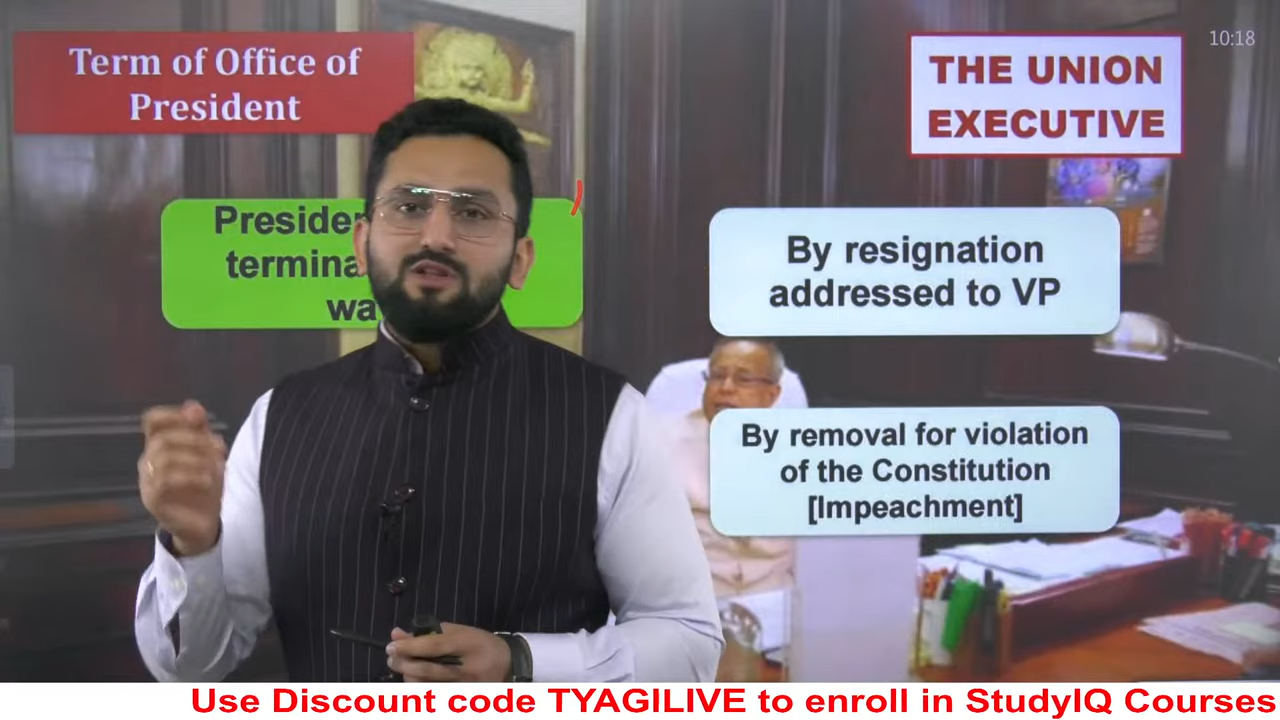 Term of Office of
President
THE UNION
EXECUTIVE
10:18
By resignation
addressed to VP
By removal for violation
of the Constitution
[Impeachment]
Use Discount code TYAGILIVE to enroll in StudyIQ Courses